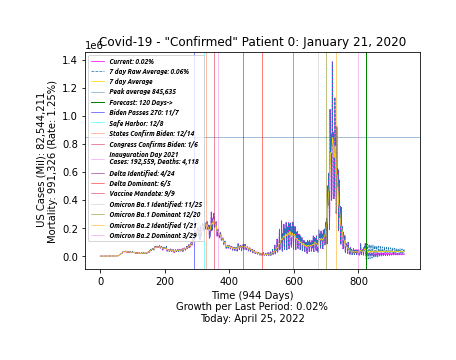 Covid-19 - "Confirmed" Patient 0: January 21, 2020
1e6
1.4
1.2
1.0
0.8
0.6
0.4
0.2
0.0
US Cases (Mil): 82,544,211
Mortality: 991,326 (Rate: 1.25%)
Current: 0.02%
7 day Raw Average: 0.06%
7 day Average
Peak average 845,635
Forecast: 120 Days->
Biden Passes 270: 11/7
Safe Harbor: 12/8
States Confirm Biden: 12/14
Congress Confirms Biden: 1/6
Inauguration Day 2021
Cases: 192,559, Deaths: 4,118
Delta Identified: 4/24
Delta Dominant: 6/5
Vaccine Mandate: 9/9
Omicron Ba.1 Identified: 11/25
Omicron Ba.1 Dominant 12/20
Omicron Ba.2 Identified 1/21
Omicron Ba.2 Dominant 3/29
0 200 400 600 800
Time (944 Days)
Growth per Last Period: 0.02%
Today: April 25, 2022